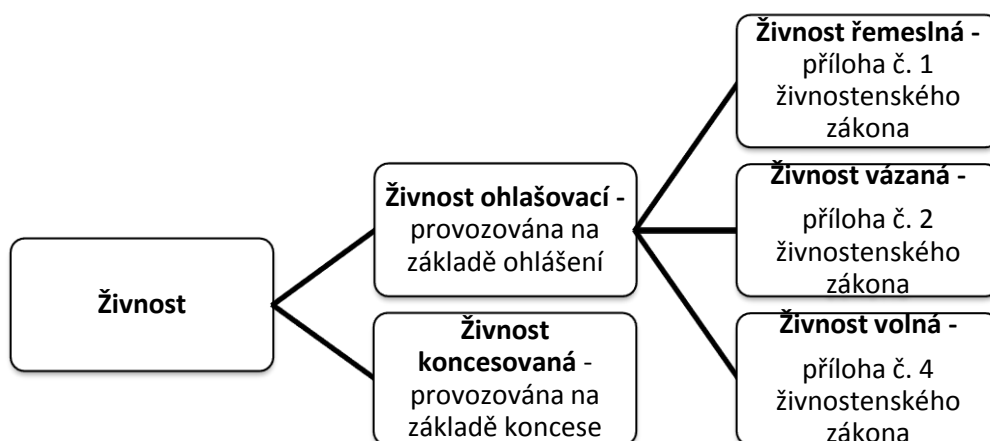 Živnost
Živnost ohlašovací -
provozována na
základě ohlášení
Živnost
koncesovaná -
provozována na
základě koncese
Živnost řemeslná -
příloha č. 1
živnostenského
zákona
Živnost vázaná -
příloha č. 2
živnostenského
zákona
Živnost volná -
příloha č. 4
živnostenského
zákona